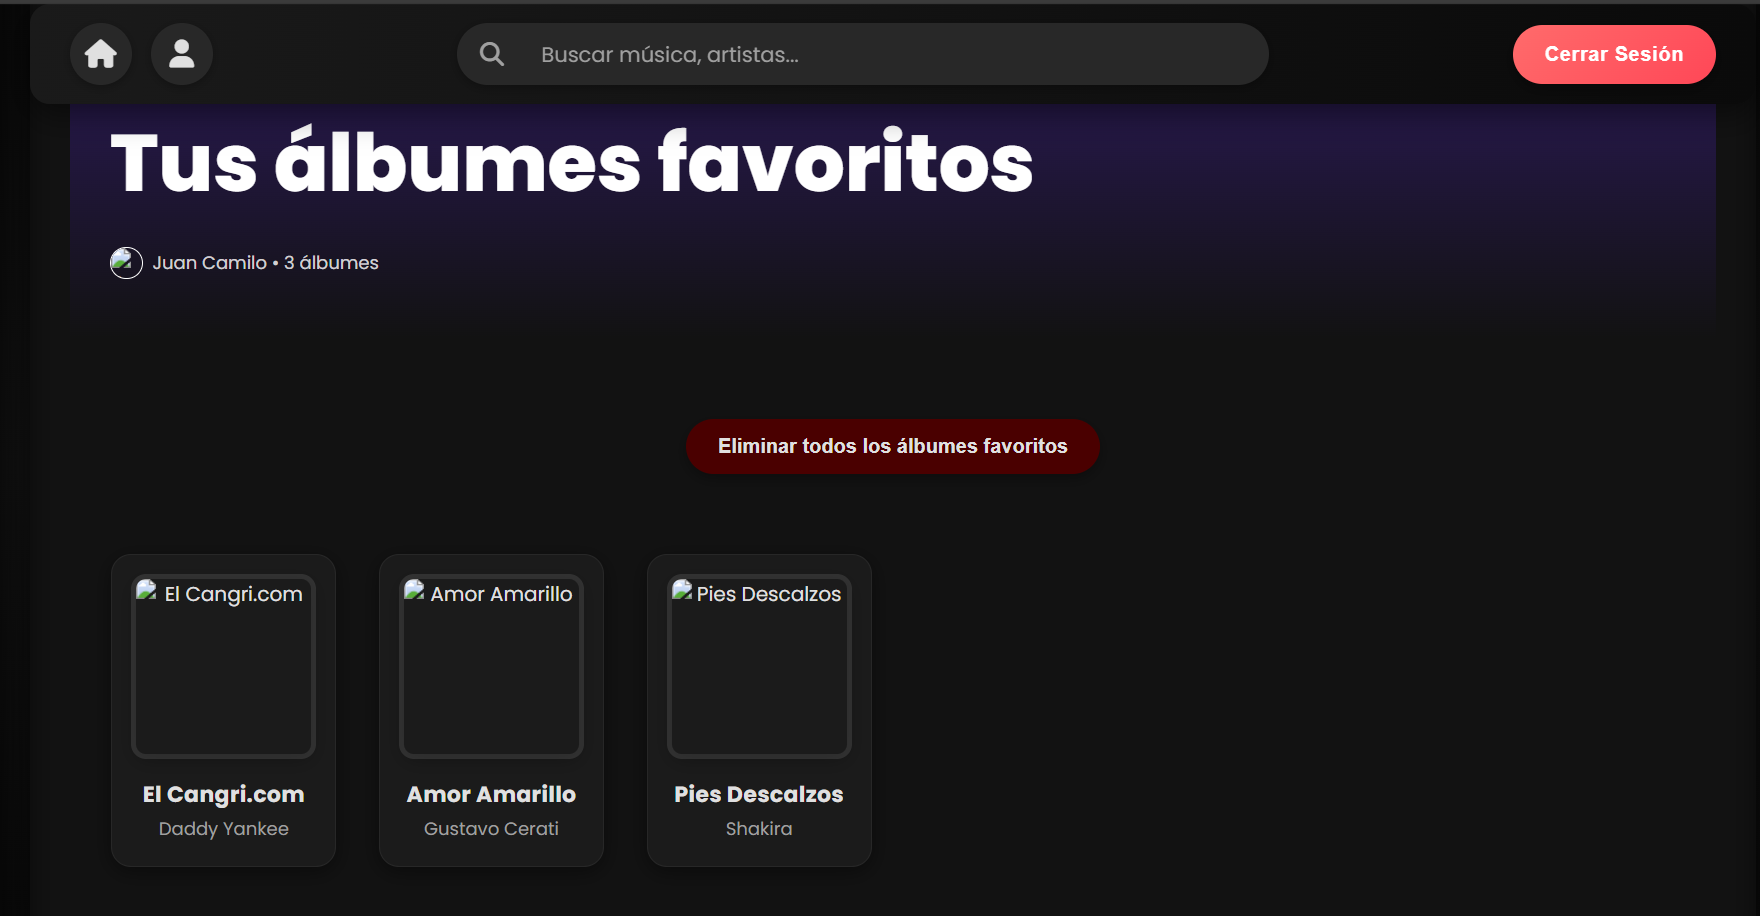 Buscar música, artistas...
Cerrar Sesión
Tus álbumes favoritos
Juan Camilo • 3 álbumes
Eliminar todos los álbumes favoritos
El Cangri.com
Amor Amarillo
Pies Descalzos
El Cangri.com
Daddy Yankee
Amor Amarillo
Gustavo Cerati
Pies Descalzos
Shakira